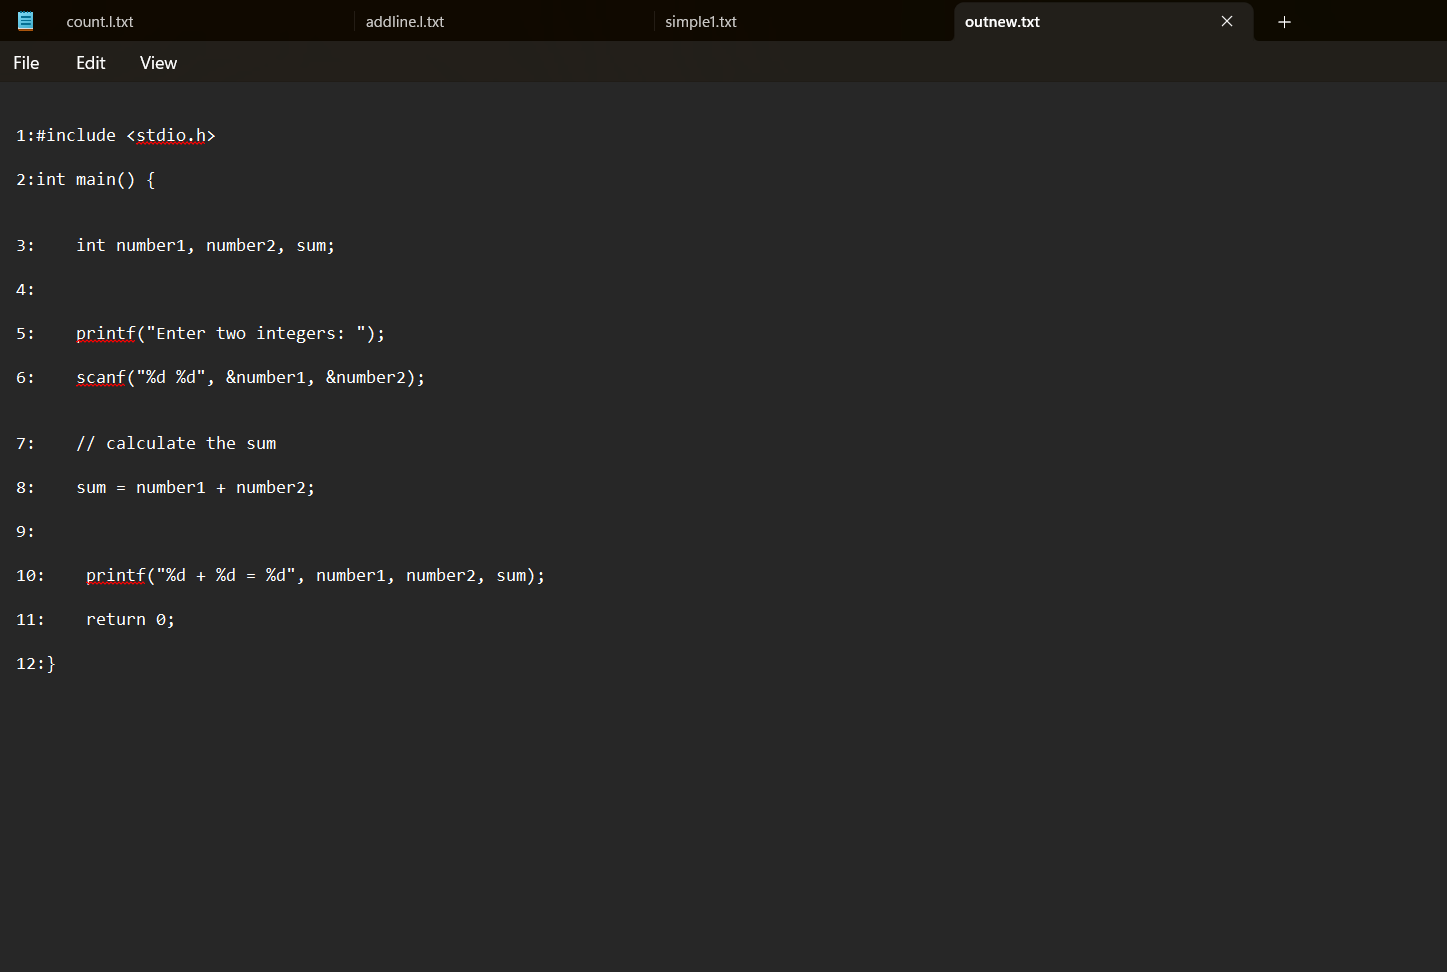 count.l.txt addline.l.txt simple1.txt outnew.txt
File Edit View
1:#include <stdio.h>
2:int main() {
3:    int number1, number2, sum;
4:
5:    printf("Enter two integers: ");
6:    scanf("%d %d", &number1, &number2);
7:    // calculate the sum
8:    sum = number1 + number2;
9:
10:    printf("%d + %d = %d", number1, number2, sum);
11:    return 0;
12:}